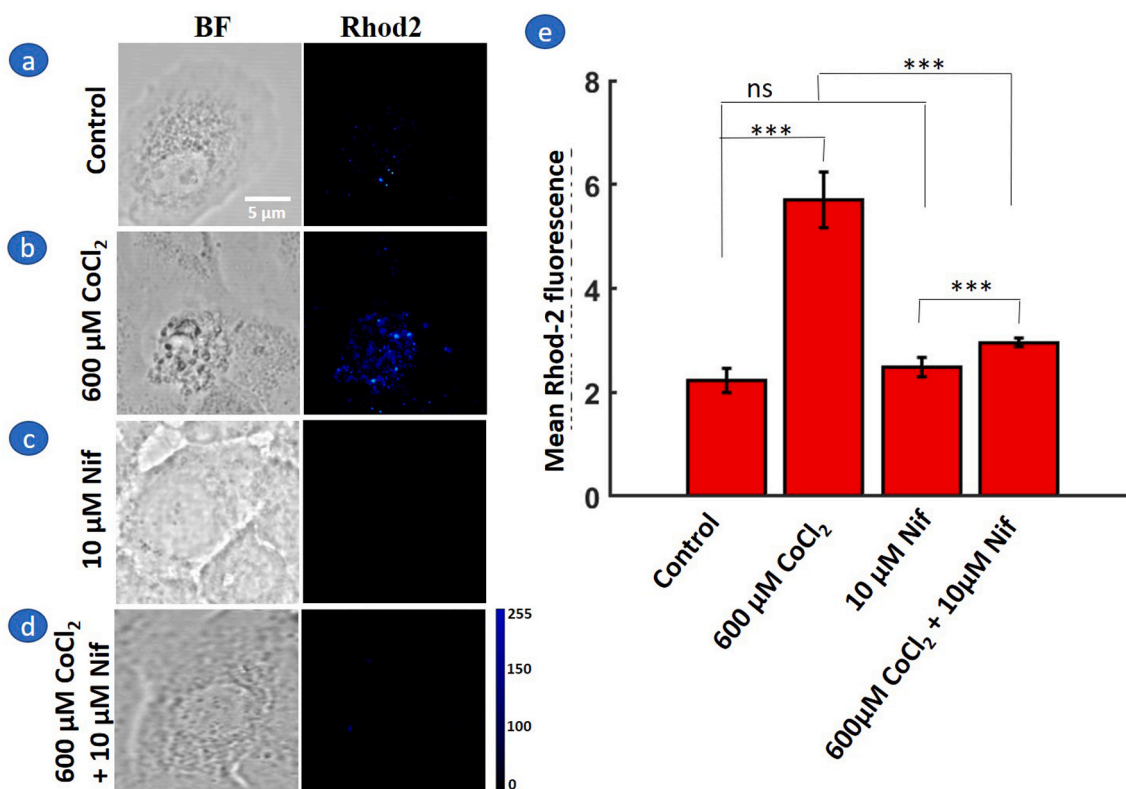 BF
Rhod2
a
Control
5 µm
b
600 µM CoCl₂
c
10 µM Nif
d
600 µM CoCl₂
+ 10 µM Nif
255
150
100
0
e
Mean Rhod-2 fluorescence
8
6
4
2
0
ns
***
***
***
Control
600 µM CoCl₂
10 µM Nif
600µM CoCl₂ + 10µM Nif